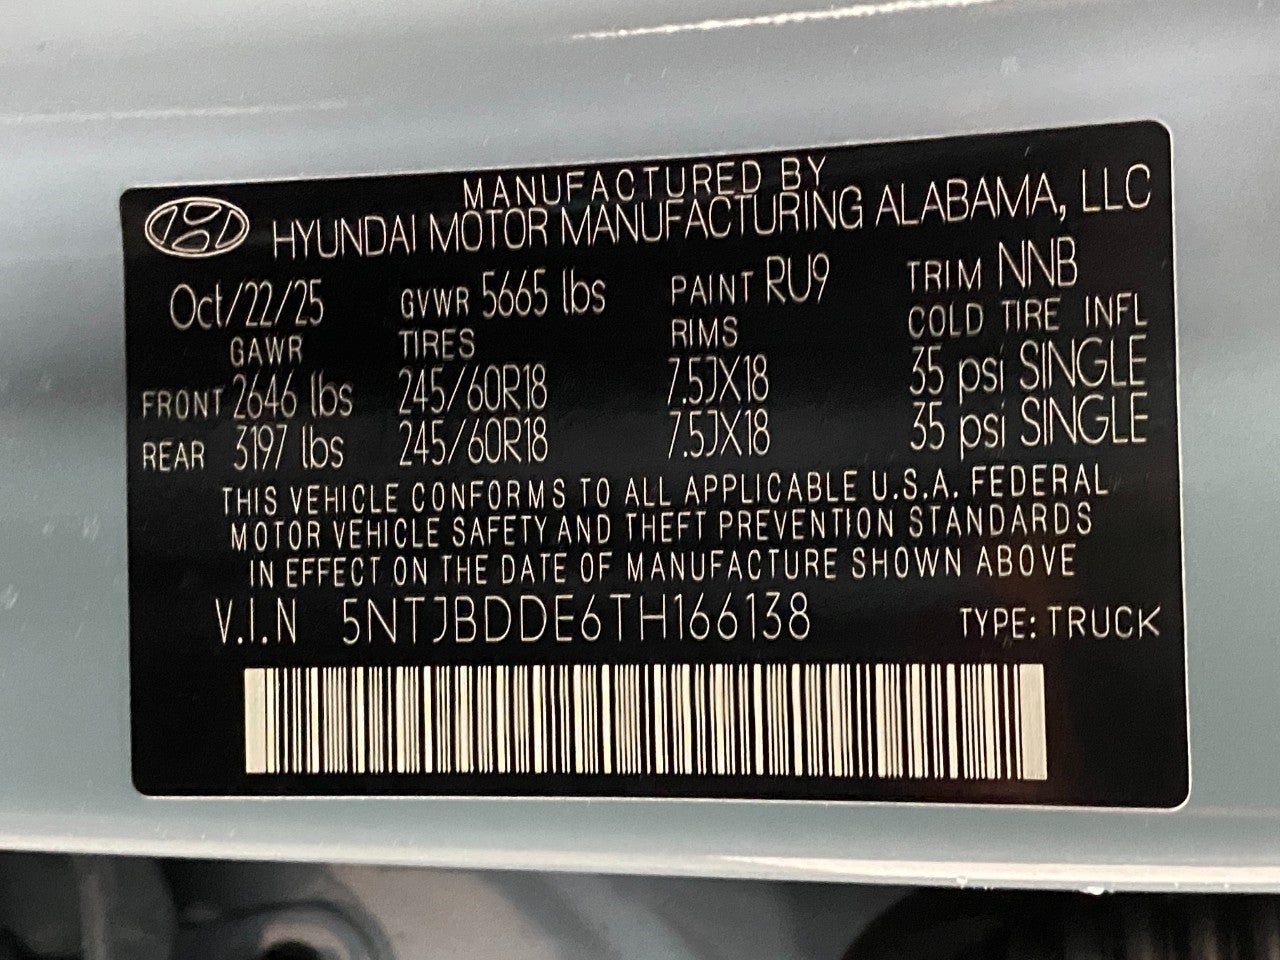 MANUFACTURED BY
HYUNDAI MOTOR MANUFACTURING ALABAMA, LLC
Oct/22/25 GVWR 5665 lbs PAINT RU9 TRIM NNB
GAWR TIRES RIMS COLD TIRE INFL
FRONT 2646 lbs 245/60R18 7.5JX18 35 psi SINGLE
REAR 3197 lbs 245/60R18 7.5JX18 35 psi SINGLE
THIS VEHICLE CONFORMS TO ALL APPLICABLE U.S.A. FEDERAL
MOTOR VEHICLE SAFETY AND THEFT PREVENTION STANDARDS
IN EFFECT ON THE DATE OF MANUFACTURE SHOWN ABOVE
V.I.N 5NTJBDDE6TH166138 TYPE: TRUCK